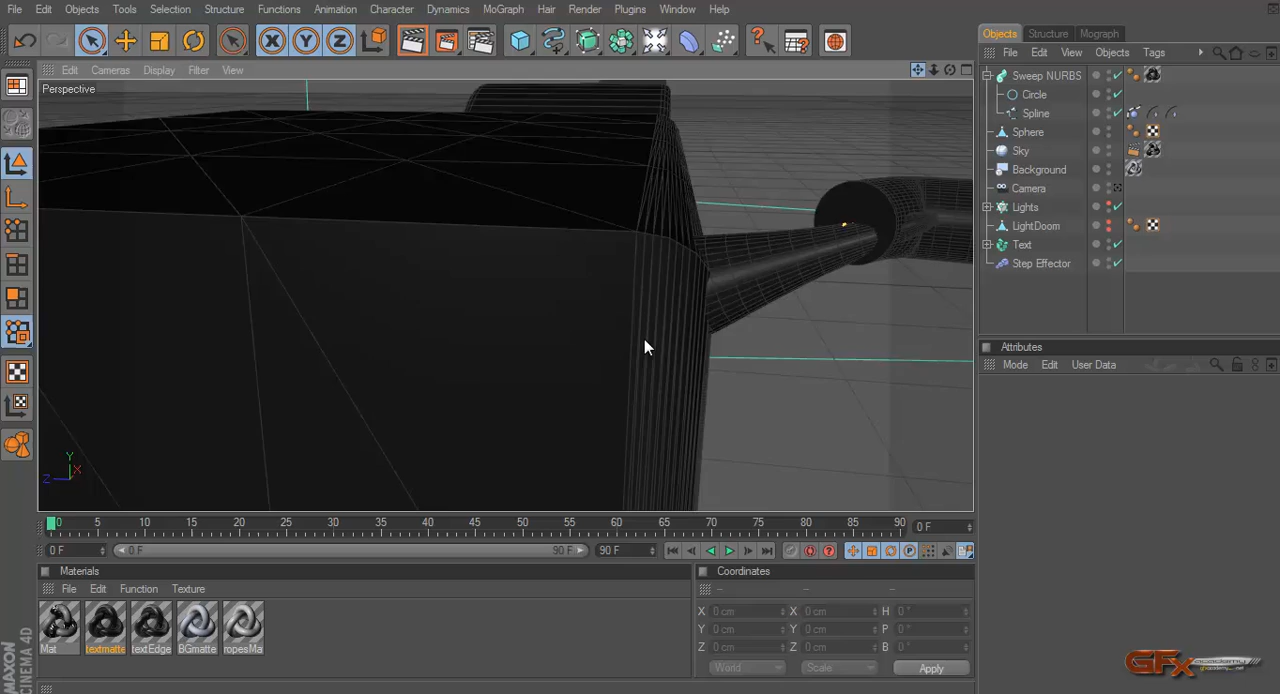 File Edit Objects Tools Selection Structure Functions Animation Character Dynamics MoGraph Hair Render Plugins Window Help
Objects Structure Mograph
File Edit View Objects Tags
Edit Cameras Display Filter View
Perspective
Sweep NURBS
Circle
Spline
Sphere
Sky
Background
Camera
Lights
LightDoom
Text
Step Effector
Attributes
Mode Edit User Data
Y
Z X
0 5 10 15 20 25 30 35 40 45 50 55 60 65 70 75 80 85 90 0 F
0 F 0 F 90 F 90 F
Materials
File Edit Function Texture
Mat textmatte textEdge BGmatte ropesMa
Coordinates
X 0 cm X 0 cm H 0 °
Y 0 cm Y 0 cm P 0 °
Z 0 cm Z 0 cm B 0 °
World Scale Apply
MAXON
CINEMA 4D
GFx academy